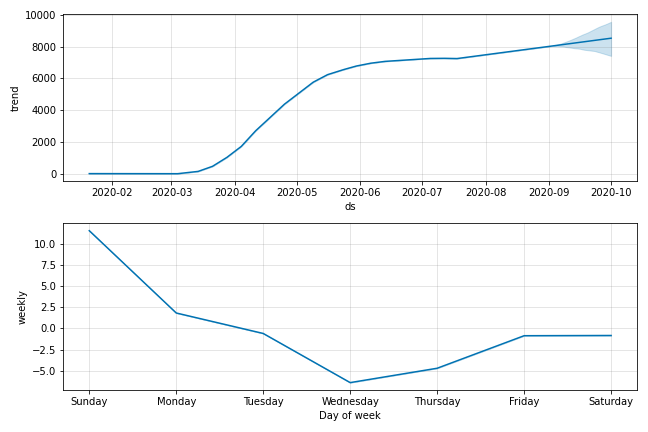 10000
8000
6000
4000
2000
0
trend
2020-02 2020-03 2020-04 2020-05 2020-06 2020-07 2020-08 2020-09 2020-10
ds
10.0
7.5
5.0
2.5
0.0
−2.5
−5.0
weekly
Sunday Monday Tuesday Wednesday Thursday Friday Saturday
Day of week